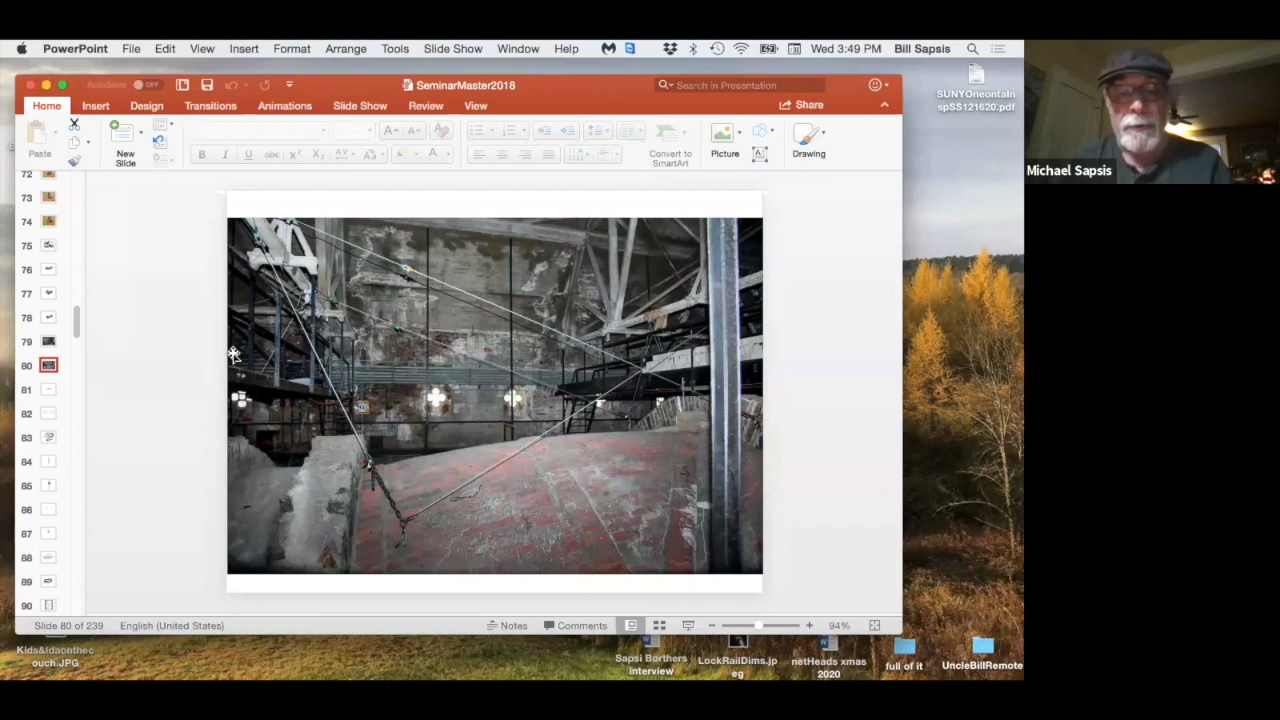 PowerPoint File Edit View Insert Format Arrange Tools Slide Show Window Help Wed 3:49 PM Bill Sapsis
AutoSave OFF SeminarMaster2018 Search in Presentation
Home Insert Design Transitions Animations Slide Show Review View Share
Paste New Slide Convert to SmartArt Picture Drawing
72
73
74
75
76
77
78
79
80
81
82
83
84
85
86
87
88
89
90
Slide 80 of 239 English (United States) Notes Comments 94%
SUNYOneontain
spSS121620.pdf
Michael Sapsis
Kids&Idaonthec
ouch.JPG
Sapsi Borthers
interview
LockRailDims.jp
eg
netHeads xmas
2020
full of it
UncleBillRemote